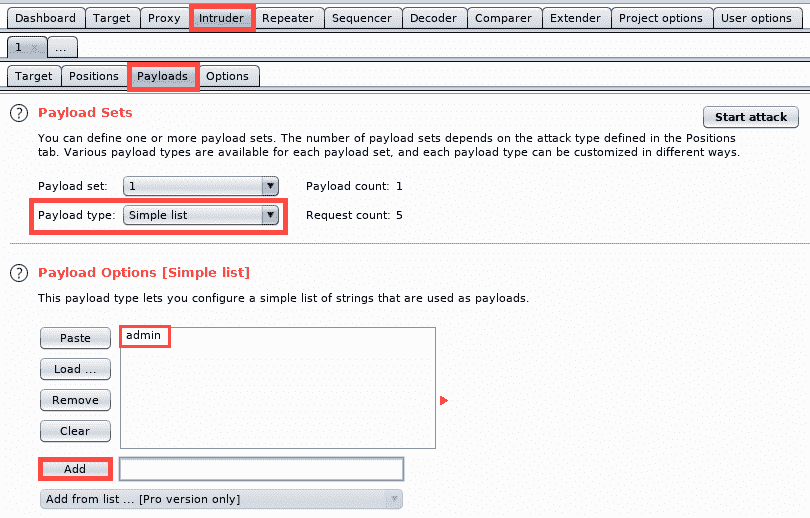 Dashboard Target Proxy Intruder Repeater Sequencer Decoder Comparer Extender Project options User options
1 x ...
Target Positions Payloads Options
? Payload Sets
Start attack
You can define one or more payload sets. The number of payload sets depends on the attack type defined in the Positions
tab. Various payload types are available for each payload set, and each payload type can be customized in different ways.
Payload set: 1 Payload count: 1
Payload type: Simple list Request count: 5
? Payload Options [Simple list]
This payload type lets you configure a simple list of strings that are used as payloads.
Paste admin
Load ...
Remove
Clear
Add
Add from list ... [Pro version only]